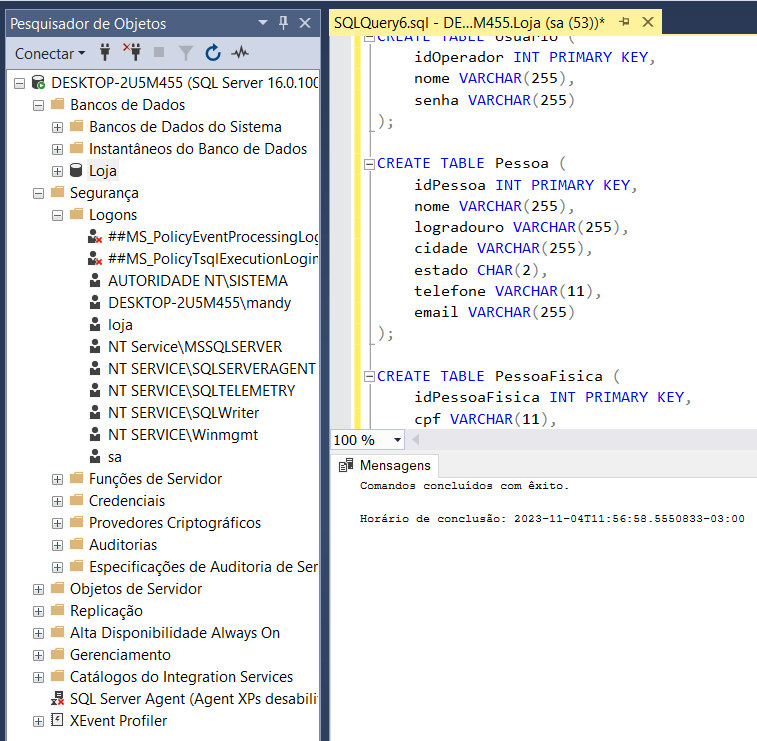 Pesquisador de Objetos
Conectar
DESKTOP-2U5M455 (SQL Server 16.0.100
Bancos de Dados
Bancos de Dados do Sistema
Instantâneos do Banco de Dados
Loja
Segurança
Logons
##MS_PolicyEventProcessingLog
##MS_PolicyTsqlExecutionLogin
AUTORIDADE NT\SISTEMA
DESKTOP-2U5M455\mandy
loja
NT Service\MSSQLSERVER
NT SERVICE\SQLSERVERAGENT
NT SERVICE\SQLTELEMETRY
NT SERVICE\SQLWriter
NT SERVICE\Winmgmt
sa
Funções de Servidor
Credenciais
Provedores Criptográficos
Auditorias
Especificações de Auditoria de Ser
Objetos de Servidor
Replicação
Alta Disponibilidade Always On
Gerenciamento
Catálogos do Integration Services
SQL Server Agent (Agent XPs desabili
XEvent Profiler
SQLQuery6.sql - DE...M455.Loja (sa (53))*
CREATE TABLE Usuario (
idOperador INT PRIMARY KEY,
nome VARCHAR(255),
senha VARCHAR(255)
);
CREATE TABLE Pessoa (
idPessoa INT PRIMARY KEY,
nome VARCHAR(255),
logradouro VARCHAR(255),
cidade VARCHAR(255),
estado CHAR(2),
telefone VARCHAR(11),
email VARCHAR(255)
);
CREATE TABLE PessoaFisica (
idPessoaFisica INT PRIMARY KEY,
cpf VARCHAR(11),
100 %
Mensagens
Comandos concluídos com êxito.
Horário de conclusão: 2023-11-04T11:56:58.5550833-03:00